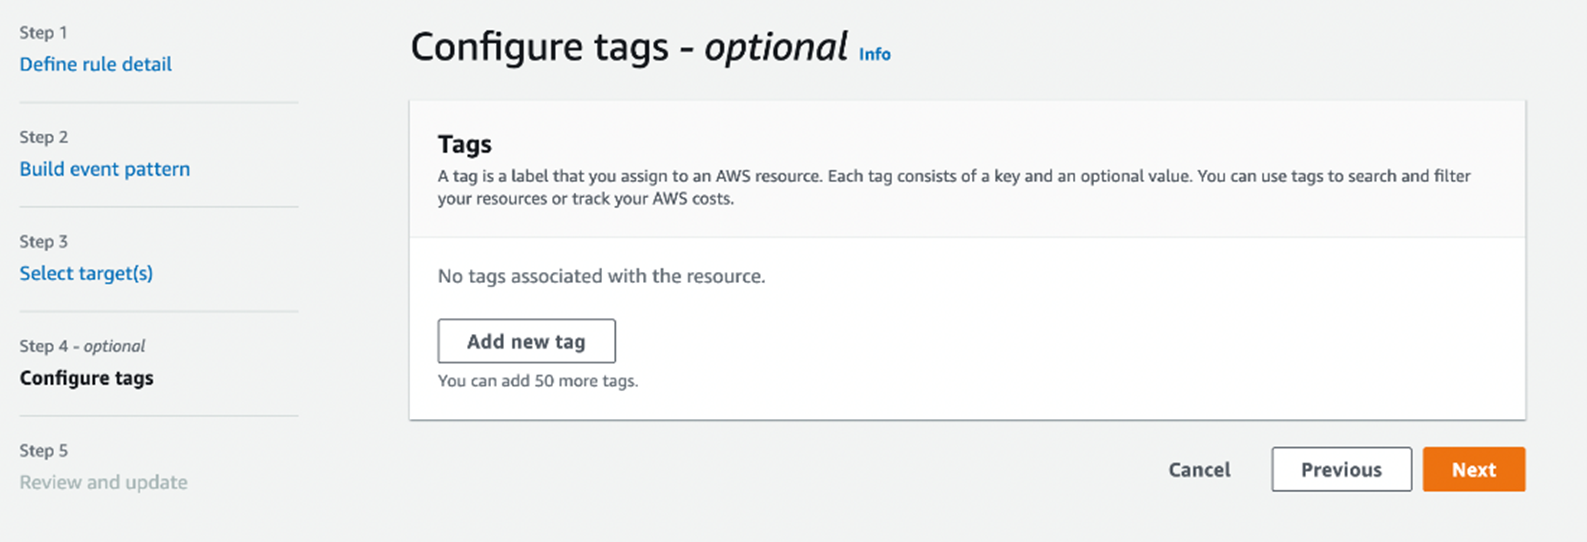 Step 1
Define rule detail
Step 2
Build event pattern
Step 3
Select target(s)
Step 4 - optional
Configure tags
Step 5
Review and update
Configure tags - optional Info
Tags
A tag is a label that you assign to an AWS resource. Each tag consists of a key and an optional value. You can use tags to search and filter
your resources or track your AWS costs.
No tags associated with the resource.
Add new tag
You can add 50 more tags.
Cancel Previous Next